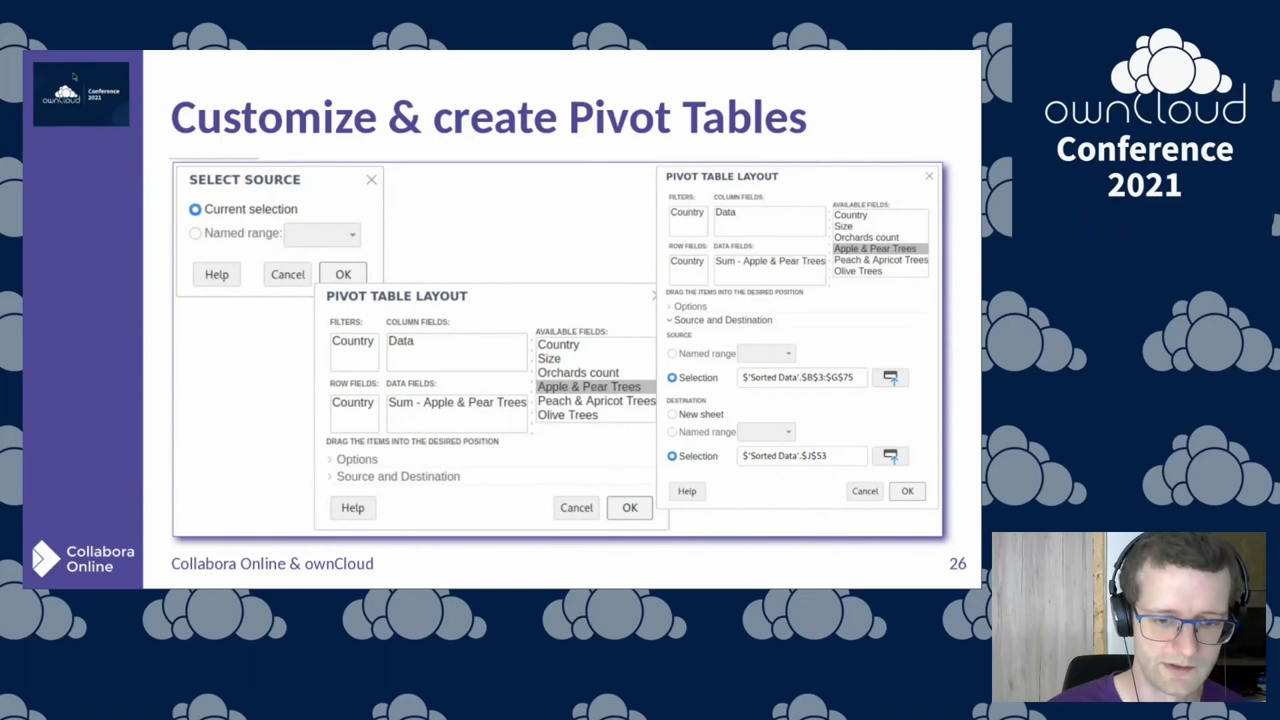 ownCloud
Conference
2021
Customize & create Pivot Tables
SELECT SOURCE
Current selection
Named range:
Help
Cancel
OK
PIVOT TABLE LAYOUT
FILTERS:
COLUMN FIELDS:
AVAILABLE FIELDS:
Country
Data
Country
Size
Orchards count
Apple & Pear Trees
Peach & Apricot Trees
Olive Trees
ROW FIELDS:
DATA FIELDS:
Country
Sum - Apple & Pear Trees
DRAG THE ITEMS INTO THE DESIRED POSITION
Options
Source and Destination
Help
Cancel
OK
PIVOT TABLE LAYOUT
FILTERS:
COLUMN FIELDS:
AVAILABLE FIELDS:
Country
Data
Country
Size
Orchards count
Apple & Pear Trees
Peach & Apricot Trees
Olive Trees
ROW FIELDS:
DATA FIELDS:
Country
Sum - Apple & Pear Trees
DRAG THE ITEMS INTO THE DESIRED POSITION
Options
Source and Destination
SOURCE
Named range
Selection
$'Sorted Data'.$B$3:$G$75
DESTINATION
New sheet
Named range
Selection
$'Sorted Data'.$J$53
Help
Cancel
OK
Collabora
Online
Collabora Online & ownCloud
26
ownCloud
Conference
2021